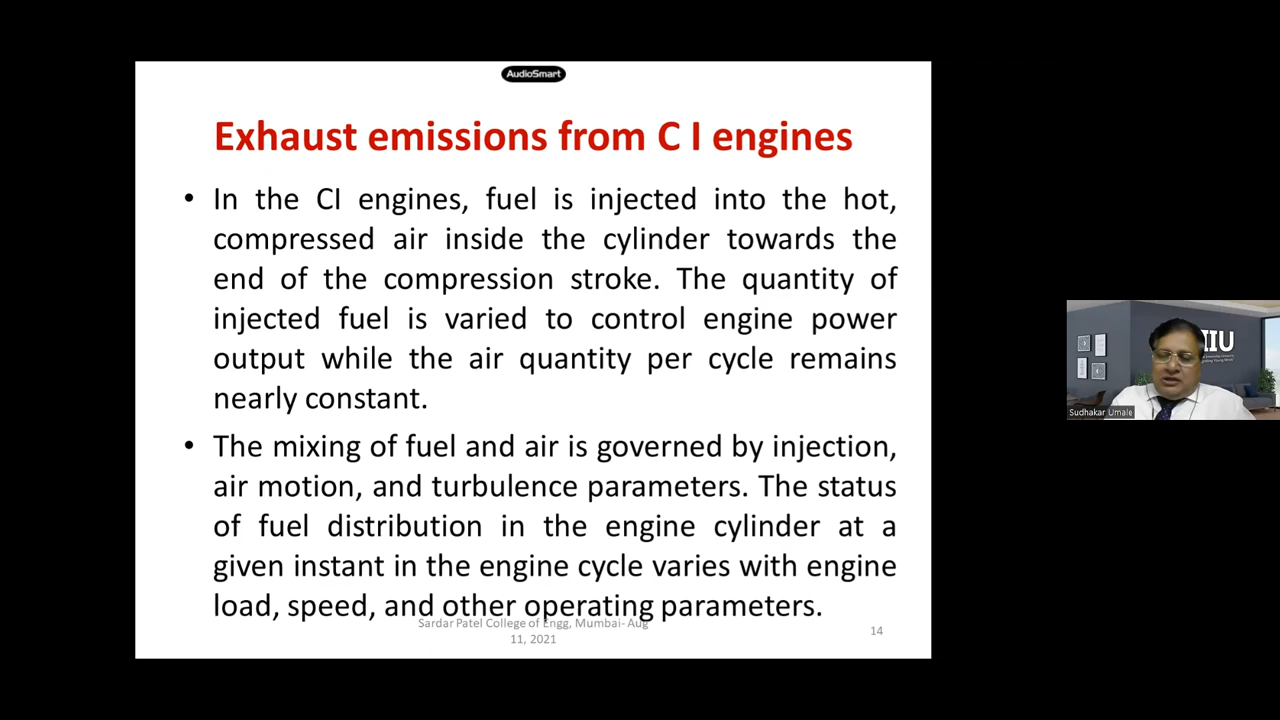 AudioSmart
Exhaust emissions from C I engines
• In the CI engines, fuel is injected into the hot,
compressed air inside the cylinder towards the
end of the compression stroke. The quantity of
injected fuel is varied to control engine power
output while the air quantity per cycle remains
nearly constant.
• The mixing of fuel and air is governed by injection,
air motion, and turbulence parameters. The status
of fuel distribution in the engine cylinder at a
given instant in the engine cycle varies with engine
load, speed, and other operating parameters.
Sardar Patel College of Engg, Mumbai- Aug
11, 2021
14
IIU
Sudhakar Umale